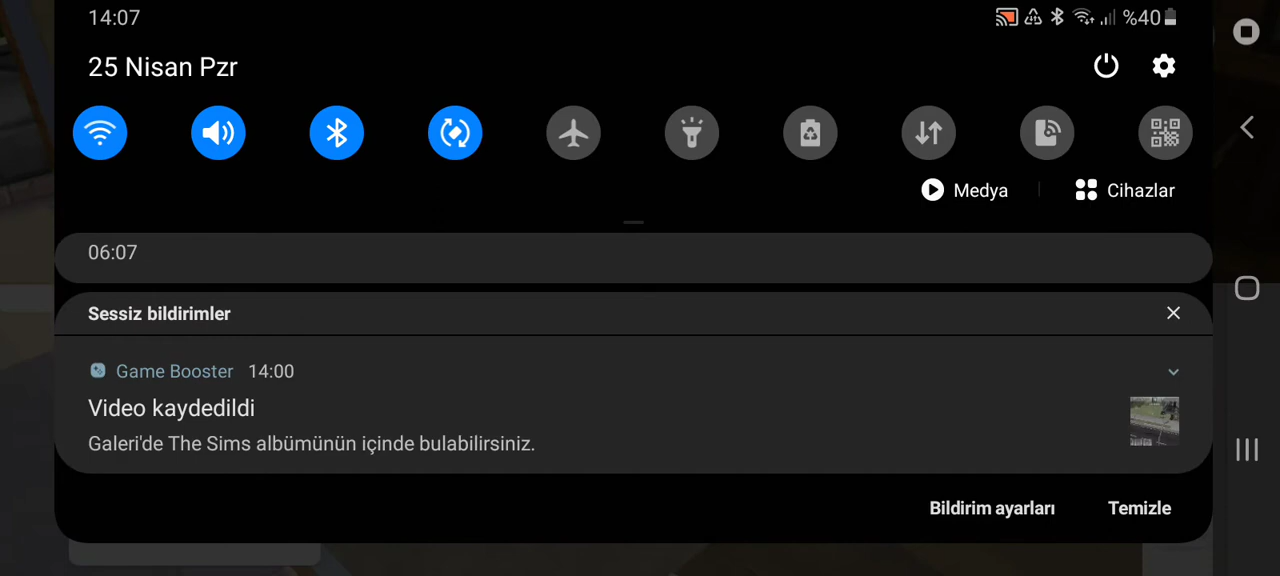 14:07
%40
25 Nisan Pzr
Medya
Cihazlar
06:07
Sessiz bildirimler
Game Booster 14:00
Video kaydedildi
Galeri'de The Sims albümünün içinde bulabilirsiniz.
Bildirim ayarları
Temizle